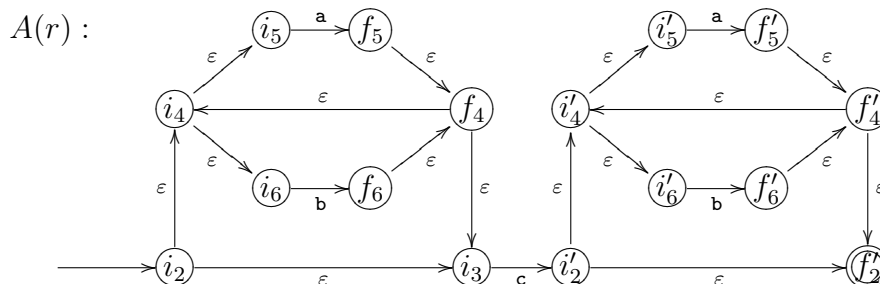 a a
A(r) : i₅ f₅ i′₅ f′₅
ε ε ε ε
ε ε
i₄ f₄ i′₄ f′₄
ε ε ε ε
ε i₆ f₆ ε ε i′₆ f′₆ ε
b b
i₂ i₃ i′₂ f′₂
ε c ε